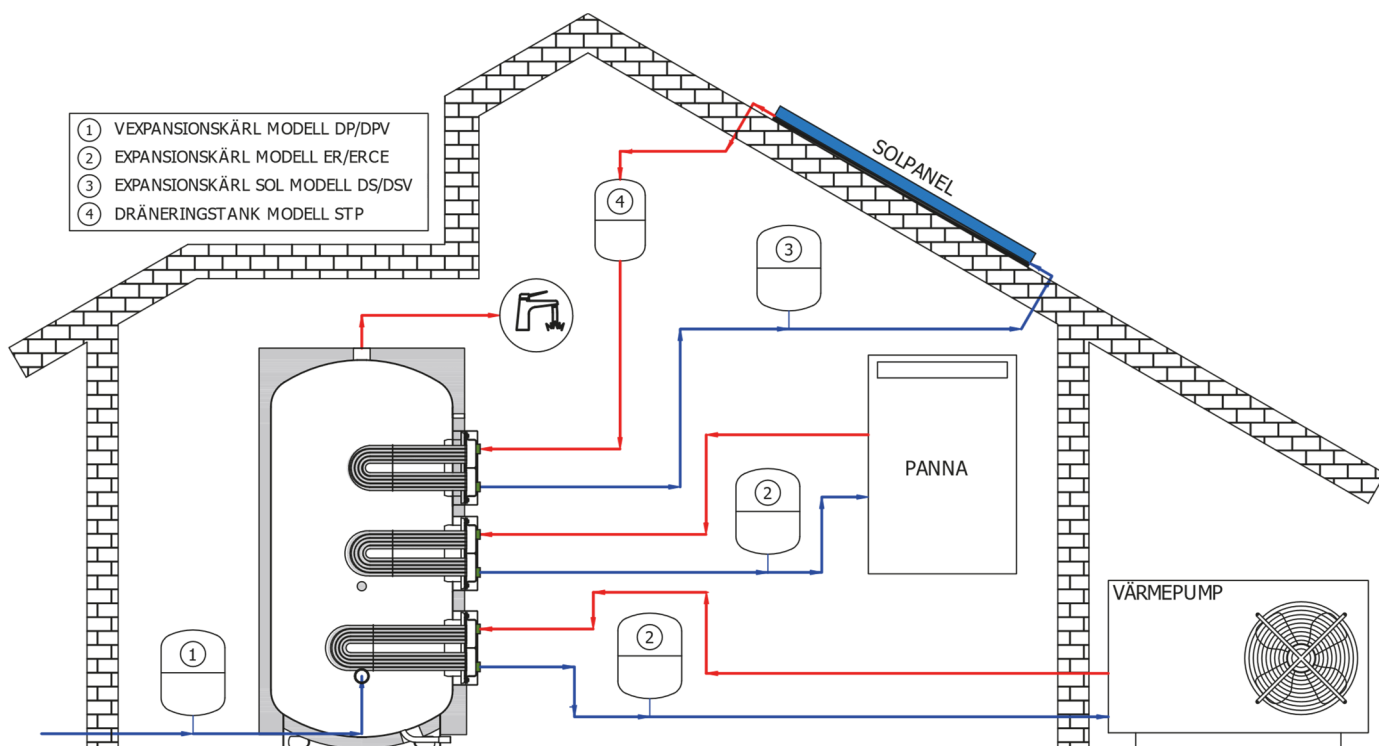 1 VEXPANSIONSKÄRL MODELL DP/DPV
2 EXPANSIONSKÄRL MODELL ER/ERCE
3 EXPANSIONSKÄRL SOL MODELL DS/DSV
4 DRÄNERINGSTANK MODELL STP
SOLPANEL
4
3
PANNA
2
VÄRMEPUMP
2
1